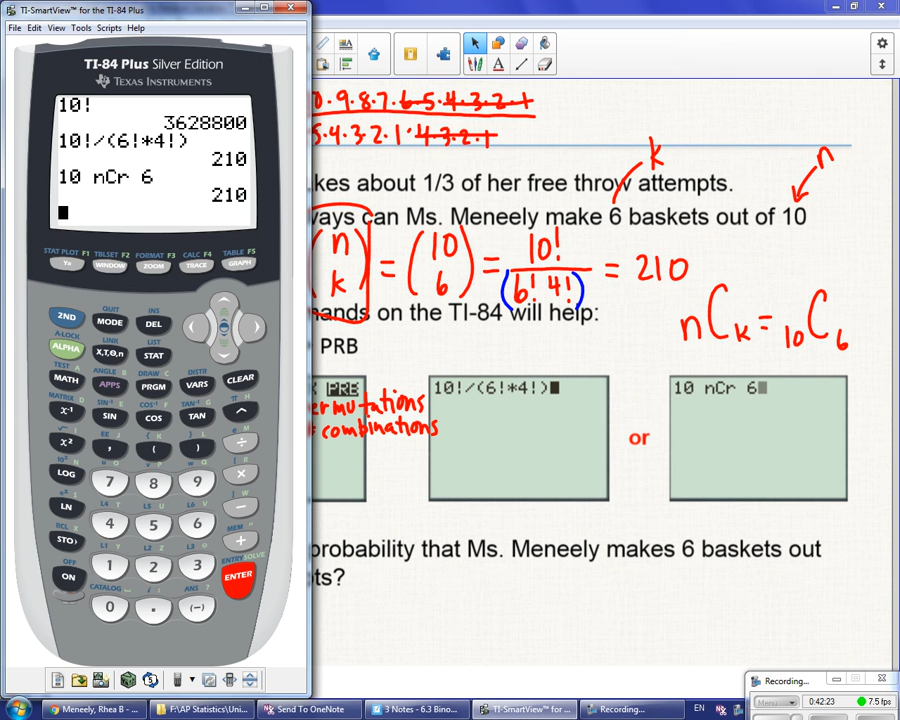 TI-SmartView™ for the TI-84 Plus
File Edit View Tools Scripts Help
TI-84 Plus Silver Edition
TEXAS INSTRUMENTS
10!
3628800
10!/(6!*4!)
210
10 nCr 6
210
STAT PLOT F1 TBLSET F2 FORMAT F3 CALC F4 TABLE F5
Y= WINDOW ZOOM TRACE GRAPH
QUIT INS
2ND MODE DEL
A-LOCK LINK LIST
ALPHA X,T,Θ,n STAT
TEST A ANGLE B DRAW C DISTR
MATH APPS PRGM VARS CLEAR
MATRIX D SIN⁻¹ E COS⁻¹ F TAN⁻¹ G π H
x⁻¹ SIN COS TAN ^
x² , ( ) ÷
LOG 7 8 9 ×
LN 4 5 6 −
RCL X L1 Y L2 Z L3 θ MEM "
STO▸ 1 2 3 +
OFF CATALOG i ANS ? ENTRY SOLVE
ON 0 . (−) ENTER
0·9·8·7·6·5·4·3·2·1
5·4·3·2·1·4·3·2·1
k
n
kes about 1/3 of her free throw attempts.
ways can Ms. Meneely make 6 baskets out of 10
(n k) = (10 6) = 10! / (6! 4!) = 210
nCk = 10C6
mands on the TI-84 will help:
PRB
PRB
ermutations
# combinations
10!/(6!*4!)
or
10 nCr 6
probability that Ms. Meneely makes 6 baskets out
pts?
Recording...
Menu
00:42:23
7.5 fps
Meneely, Rhea B - ...
F:\AP Statistics\Uni...
Send To OneNote
3 Notes - 6.3 Bino...
TI-SmartView™ for ...
Recording...
EN